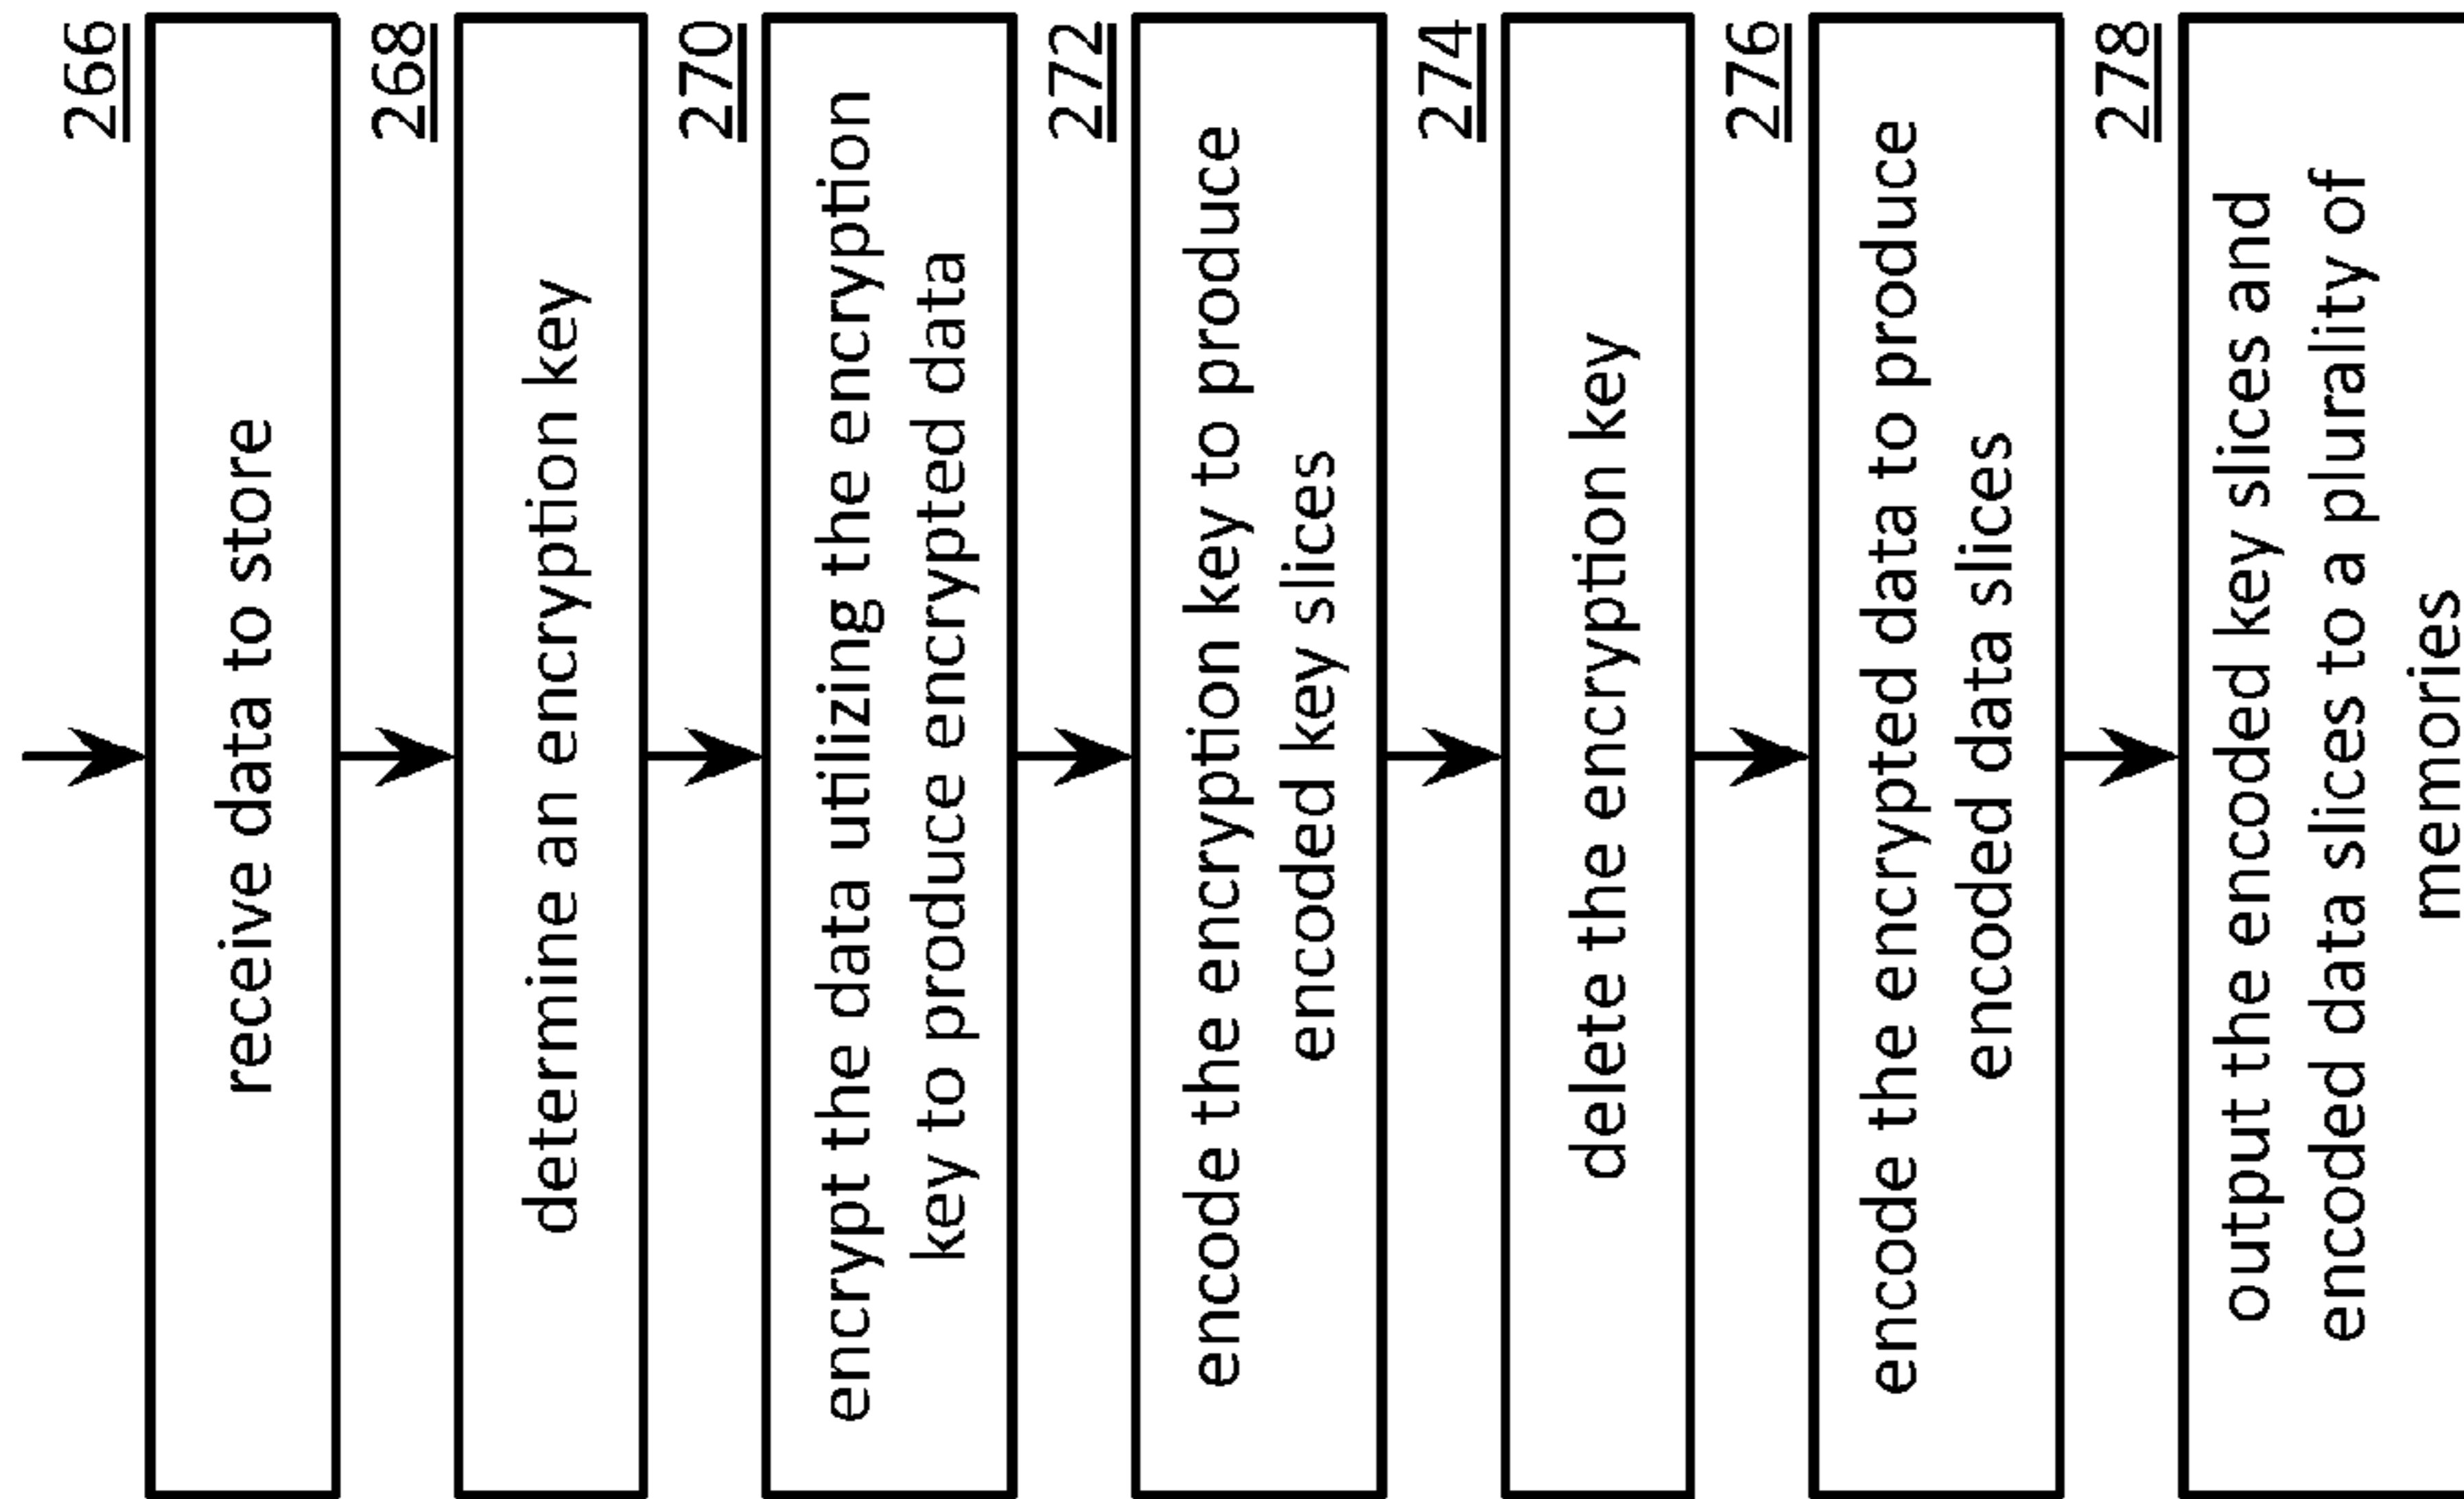 266
receive data to store
268
determine an encryption key
270
encrypt the data utilizing the encryption
key to produce encrypted data
272
encode the encryption key to produce
encoded key slices
274
delete the encryption key
276
encode the encrypted data to produce
encoded data slices
278
output the encoded key slices and
encoded data slices to a plurality of
memories